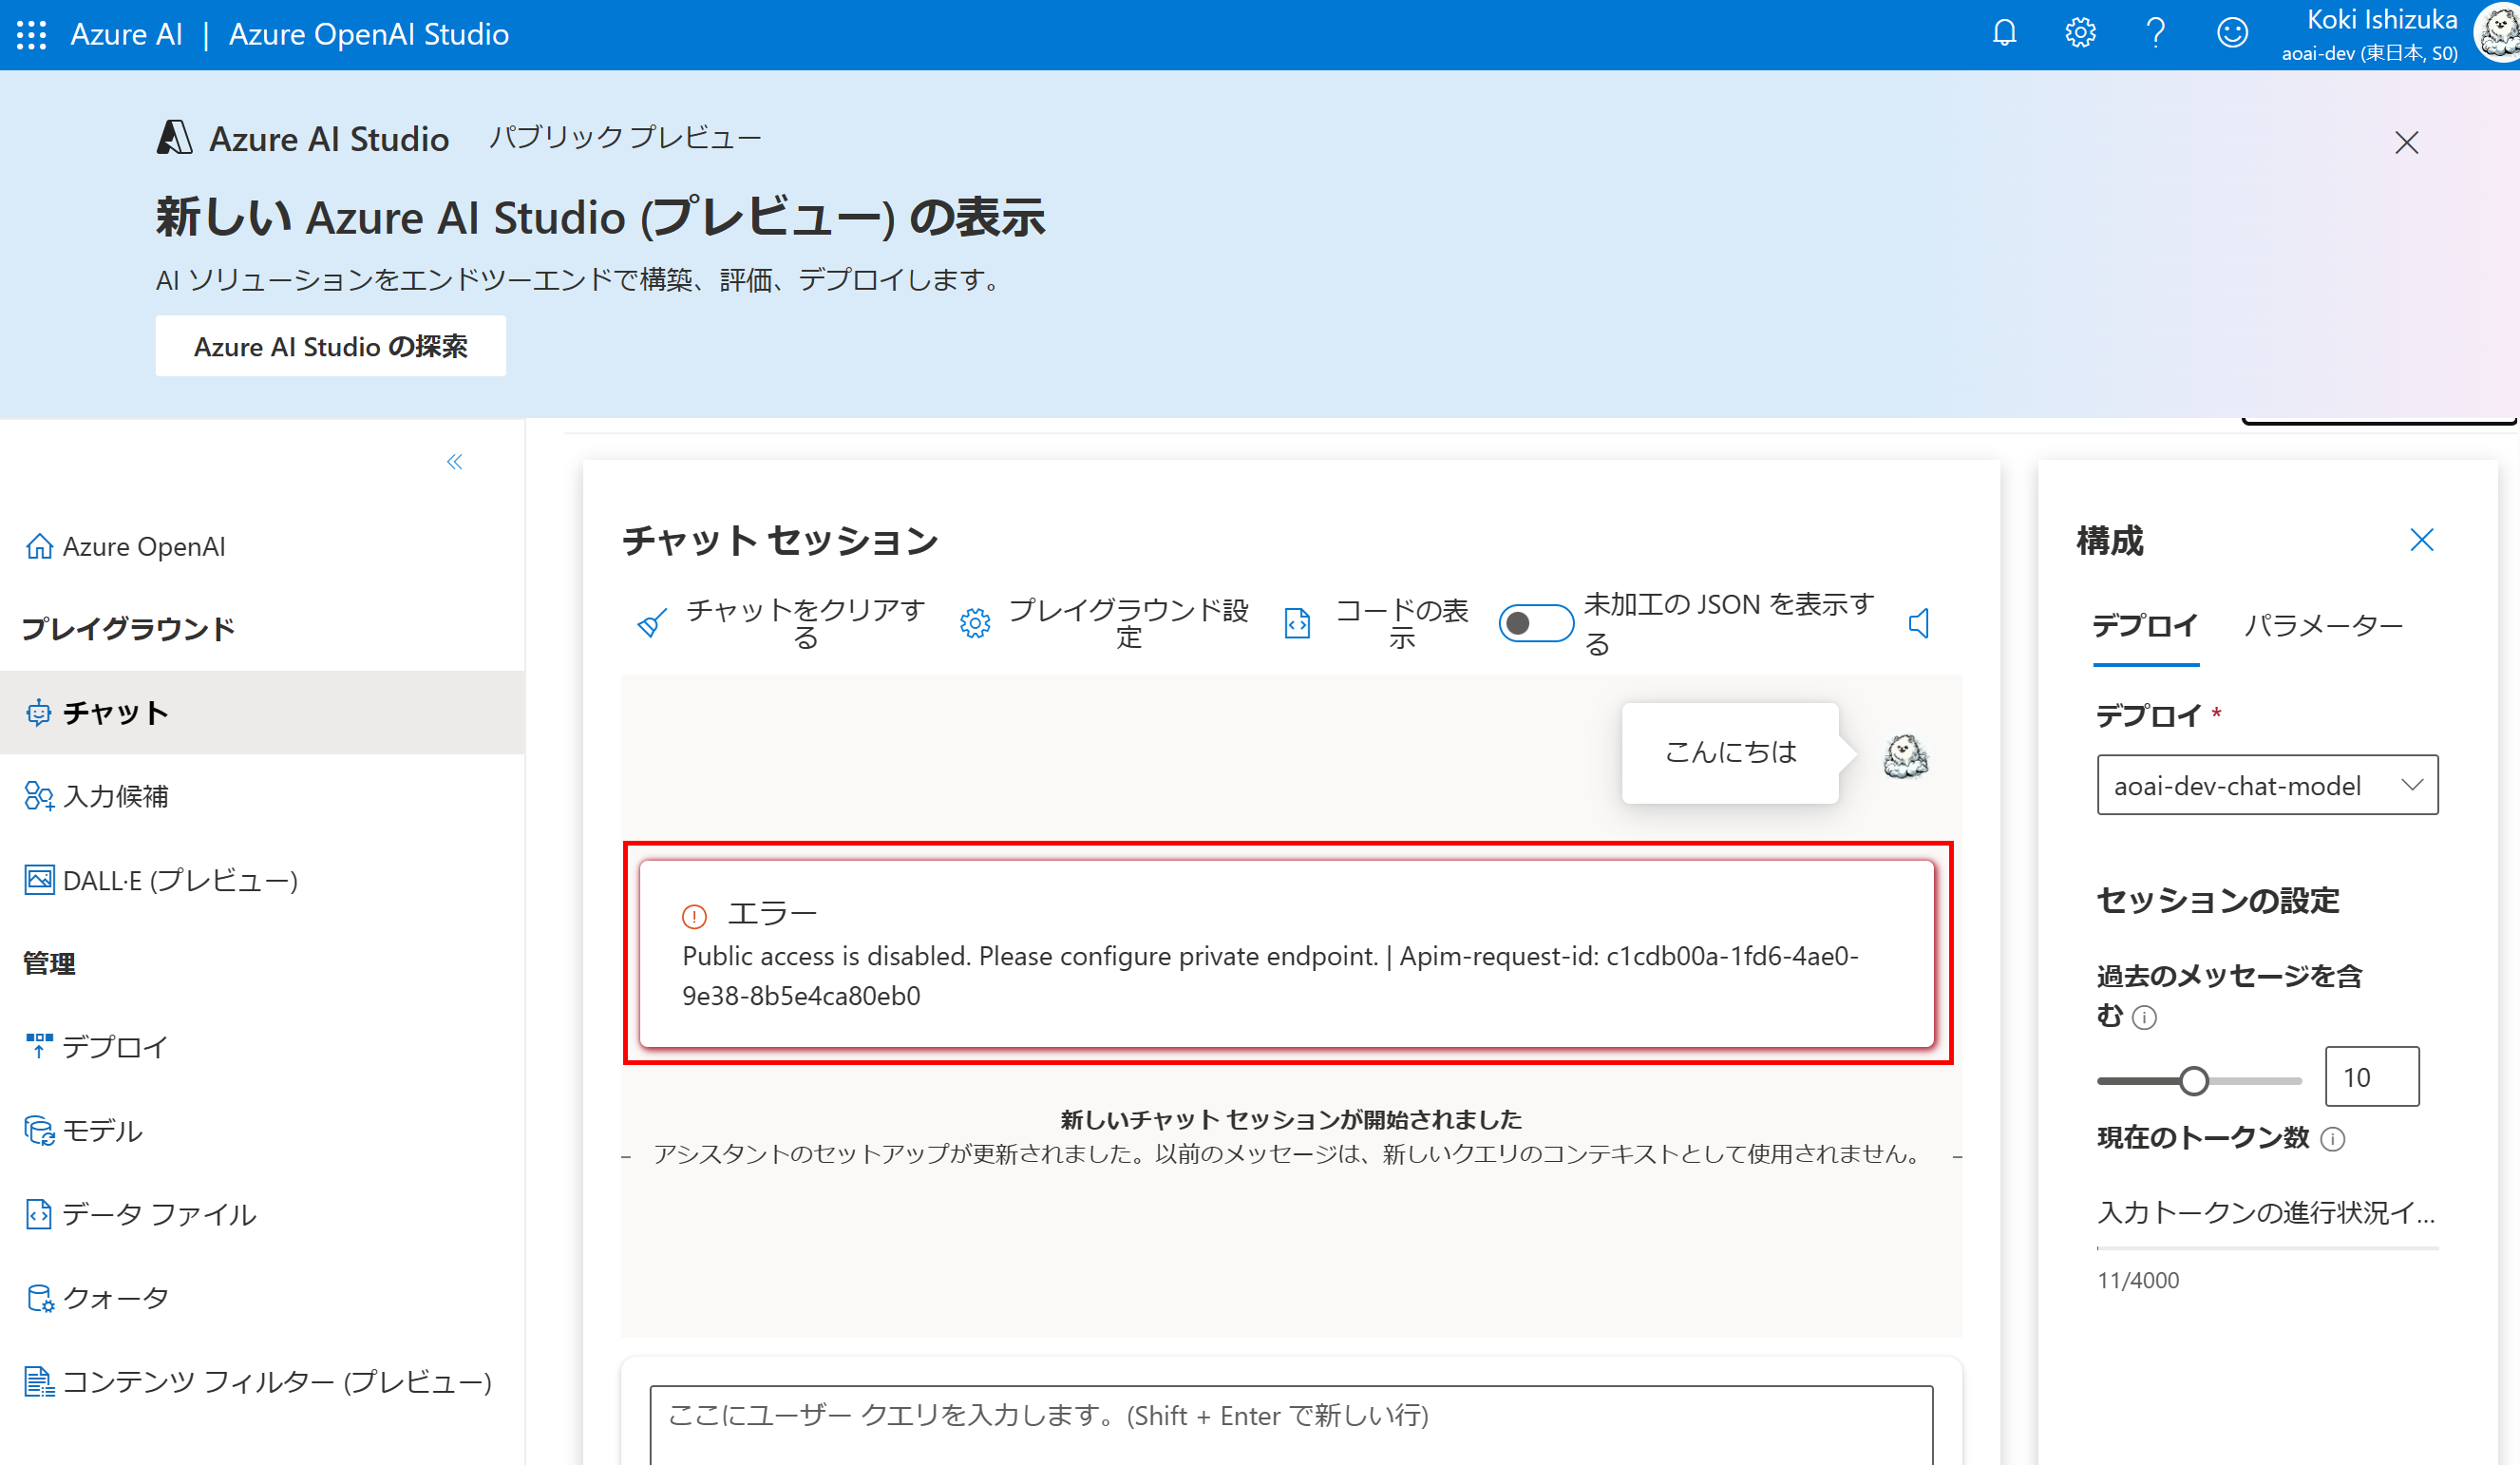 Azure AI | Azure OpenAI Studio
Koki Ishizuka
aoai-dev (東日本, S0)
Azure AI Studio パブリック プレビュー
新しい Azure AI Studio (プレビュー) の表示
AI ソリューションをエンドツーエンドで構築、評価、デプロイします。
Azure AI Studio の探索
Azure OpenAI
プレイグラウンド
チャット
入力候補
DALL·E (プレビュー)
管理
デプロイ
モデル
データ ファイル
クォータ
コンテンツ フィルター (プレビュー)
チャット セッション
チャットをクリアす
る
プレイグラウンド設
定
コードの表
示
未加工の JSON を表示す
る
こんにちは
エラー
Public access is disabled. Please configure private endpoint. | Apim-request-id: c1cdb00a-1fd6-4ae0-
9e38-8b5e4ca80eb0
新しいチャット セッションが開始されました
アシスタントのセットアップが更新されました。以前のメッセージは、新しいクエリのコンテキストとして使用されません。
ここにユーザー クエリを入力します。(Shift + Enter で新しい行)
構成
デプロイ パラメーター
デプロイ *
aoai-dev-chat-model
セッションの設定
過去のメッセージを含
む
10
現在のトークン数
入力トークンの進行状況イ...
11/4000